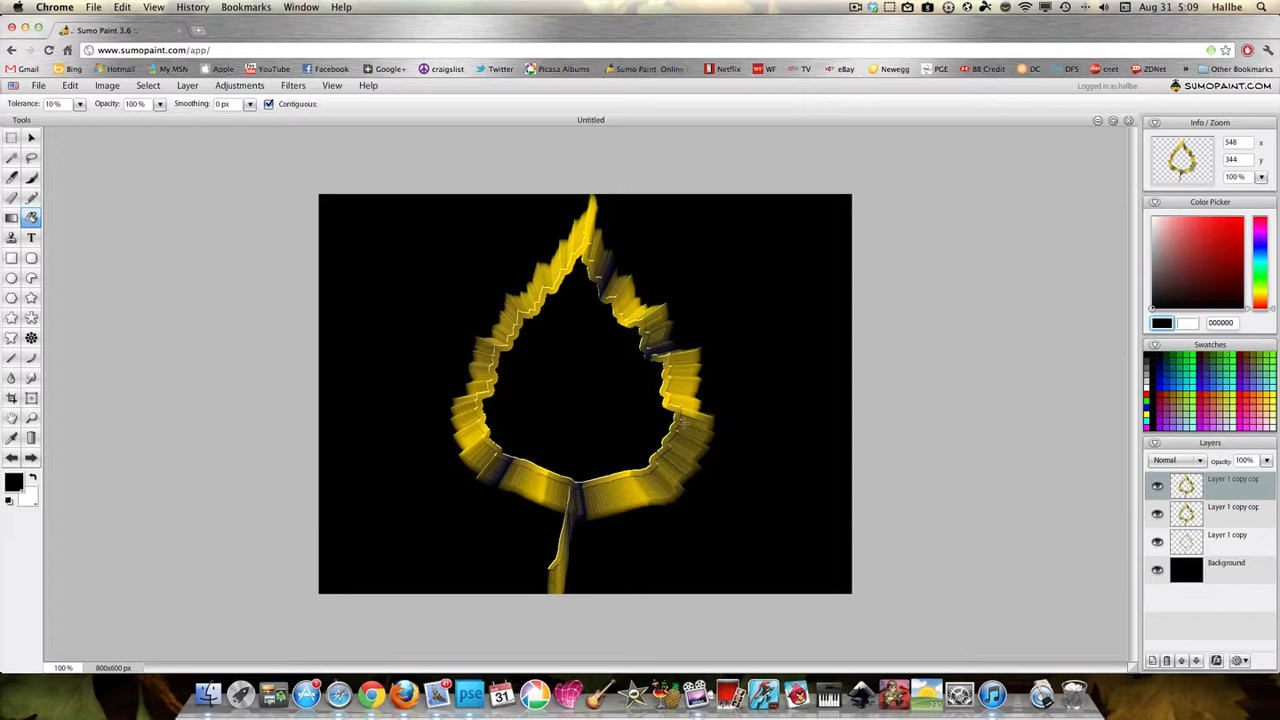 Chrome File Edit View History Bookmarks Window Help
Aug 31 5:09 Hallbe
.: Sumo Paint 3.6 :.
www.sumopaint.com/app/
Gmail Bing Hotmail My MSN Apple YouTube Facebook Google+ craigslist Twitter Picasa Albums Sumo Paint Online Netflix WF TV eBay Newegg PGE BB Credit DC DFS cnet ZDNet » Other Bookmarks
File Edit Image Select Layer Adjustments Filters View Help
Logged in as hallbe SUMOPAINT.COM
Tolerance: 10 % Opacity: 100 % Smoothing: 0 px Contiguous:
Tools
Untitled
Info / Zoom
548 x
344 y
100 %
Color Picker
000000
Swatches
Layers
Normal Opacity: 100%
Layer 1 copy cop
Layer 1 copy cop
Layer 1 copy
Background
T
100 % 800x600 px
pse
31
73°